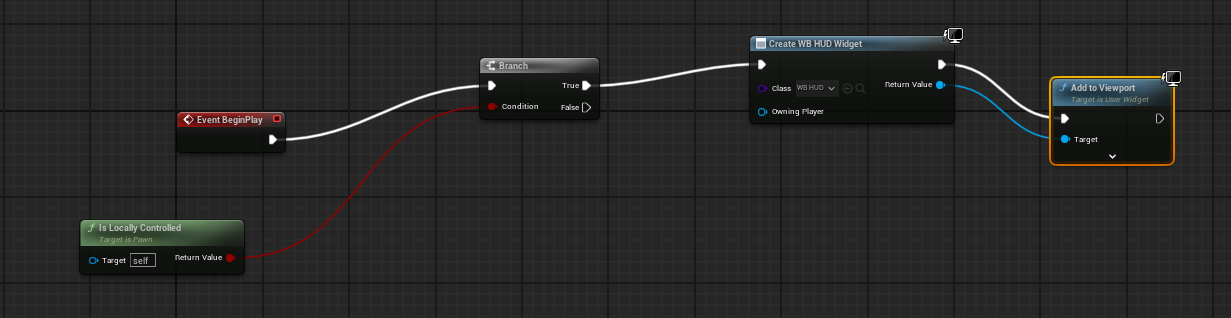 Event BeginPlay
Is Locally Controlled
Target is Pawn
Target self
Return Value
Branch
True
Condition
False
Create WB HUD Widget
Class WB HUD
Return Value
Owning Player
Add to Viewport
Target is User Widget
Target